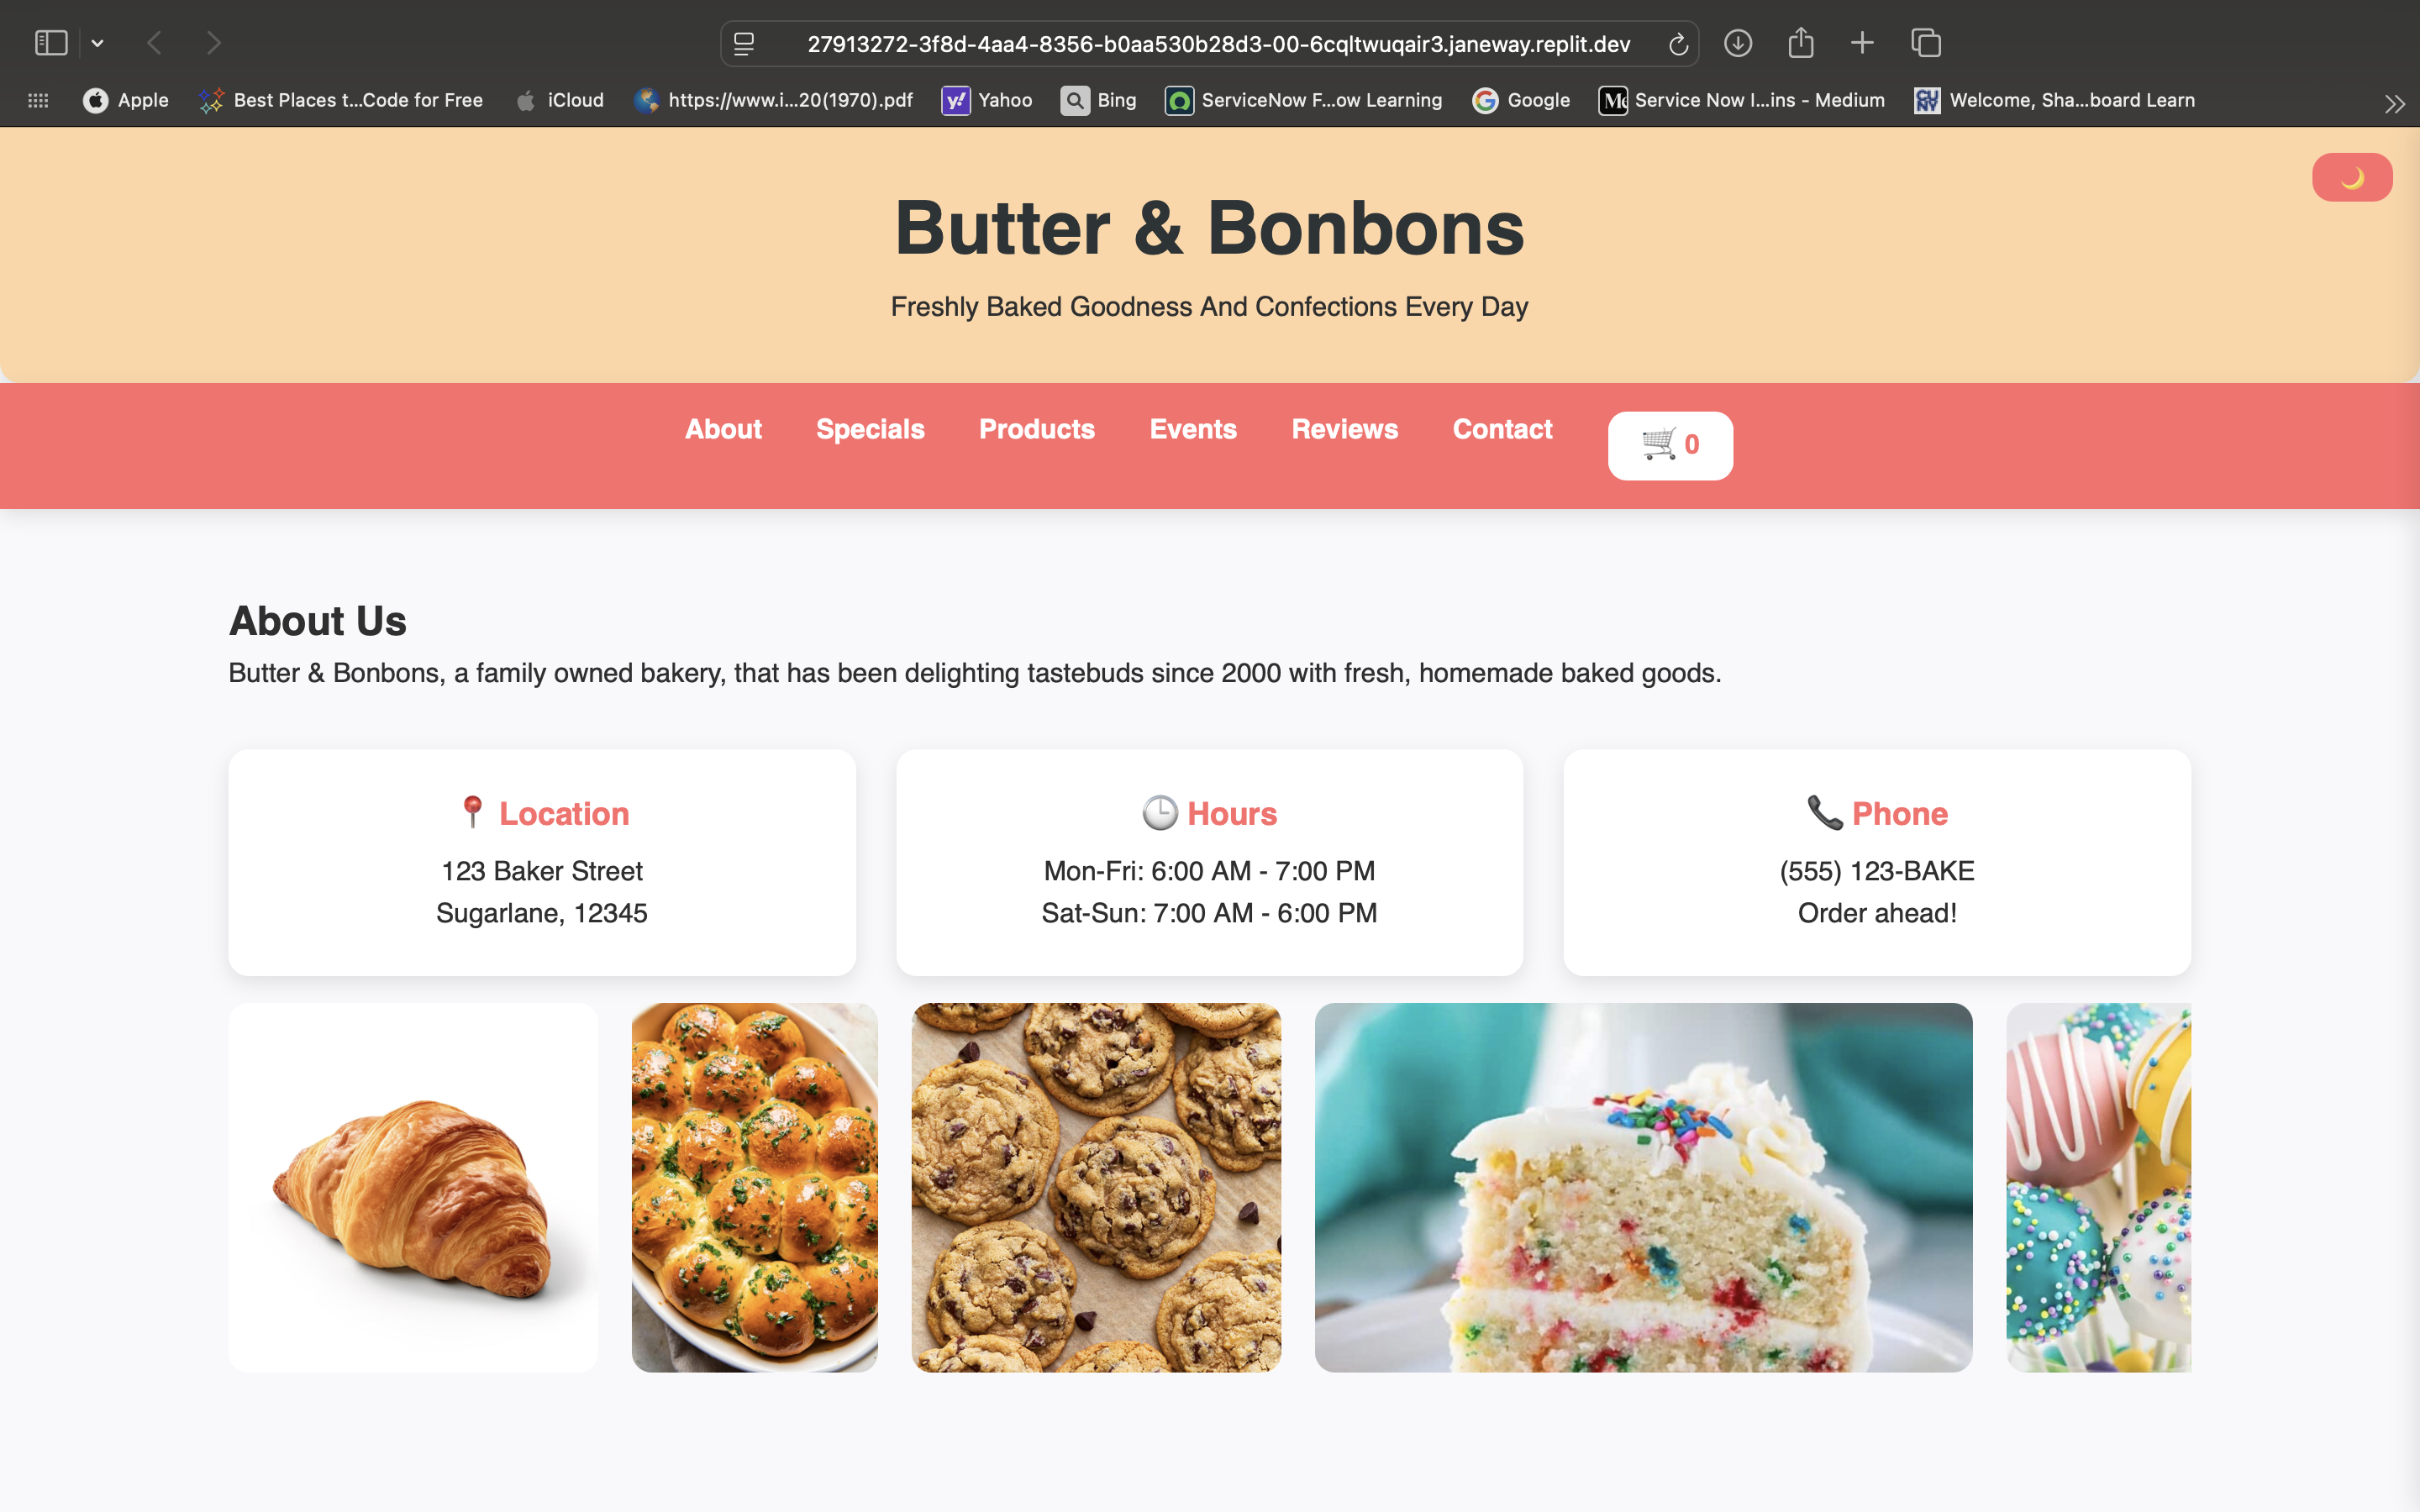 27913272-3f8d-4aa4-8356-b0aa530b28d3-00-6cqltwuqair3.janeway.replit.dev
Apple Best Places t...Code for Free iCloud https://www.i...20(1970).pdf Yahoo Bing ServiceNow F...ow Learning Google Service Now I...ins - Medium Welcome, Sha...board Learn
Butter & Bonbons
Freshly Baked Goodness And Confections Every Day
About Specials Products Events Reviews Contact 0
About Us
Butter & Bonbons, a family owned bakery, that has been delighting tastebuds since 2000 with fresh, homemade baked goods.
Location
123 Baker Street
Sugarlane, 12345
Hours
Mon-Fri: 6:00 AM - 7:00 PM
Sat-Sun: 7:00 AM - 6:00 PM
Phone
(555) 123-BAKE
Order ahead!